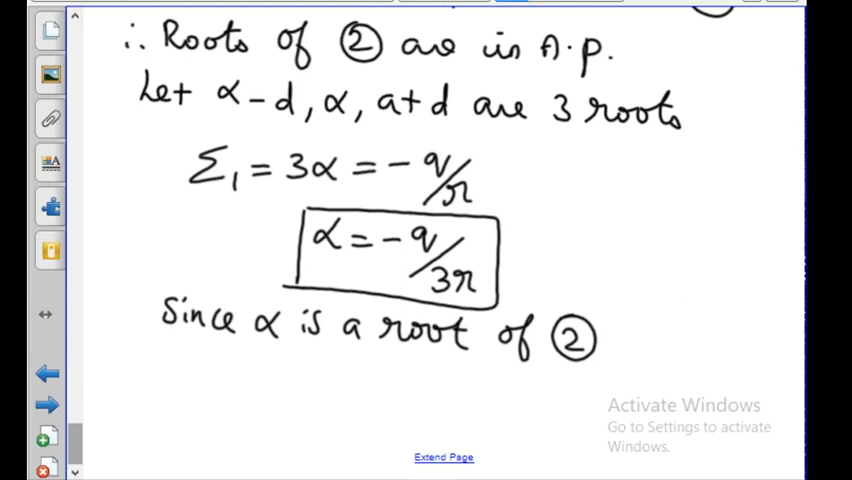 ∴ Roots of ② are in A.P.
Let α-d, α, a+d are 3 roots
Σ₁ = 3α = -q/r
α = -q/3r
Since α is a root of ②
Activate Windows
Go to Settings to activate
Windows.
Extend Page